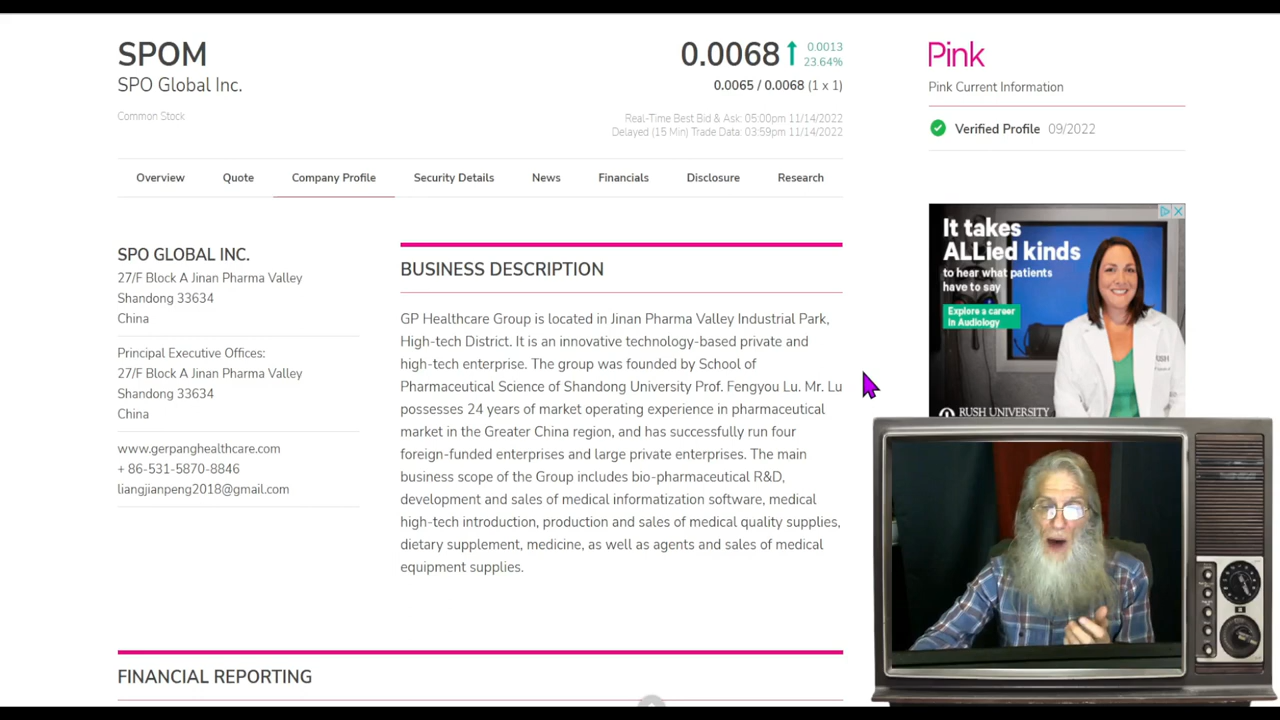 SPOM
SPO Global Inc.
Common Stock
0.0068
0.0013
23.64%
0.0065 / 0.0068 (1 x 1)
Real-Time Best Bid & Ask: 05:00pm 11/14/2022
Delayed (15 Min) Trade Data: 03:59pm 11/14/2022
Pink
Pink Current Information
Verified Profile 09/2022
Overview Quote Company Profile Security Details News Financials Disclosure Research
SPO GLOBAL INC.
27/F Block A Jinan Pharma Valley
Shandong 33634
China
Principal Executive Offices:
27/F Block A Jinan Pharma Valley
Shandong 33634
China
www.gerpanghealthcare.com
+ 86-531-5870-8846
liangjianpeng2018@gmail.com
BUSINESS DESCRIPTION
GP Healthcare Group is located in Jinan Pharma Valley Industrial Park,
High-tech District. It is an innovative technology-based private and
high-tech enterprise. The group was founded by School of
Pharmaceutical Science of Shandong University Prof. Fengyou Lu. Mr. Lu
possesses 24 years of market operating experience in pharmaceutical
market in the Greater China region, and has successfully run four
foreign-funded enterprises and large private enterprises. The main
business scope of the Group includes bio-pharmaceutical R&D,
development and sales of medical informatization software, medical
high-tech introduction, production and sales of medical quality supplies,
dietary supplement, medicine, as well as agents and sales of medical
equipment supplies.
It takes
ALLied kinds
to hear what patients
have to say
Explore a career
in Audiology
RUSH UNIVERSITY
FINANCIAL REPORTING